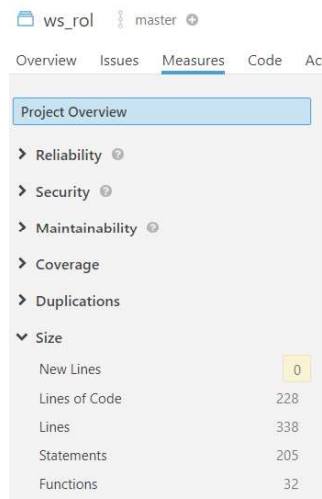 ws_rol master
Overview Issues Measures Code Ac
Project Overview
Reliability
Security
Maintainability
Coverage
Duplications
Size
New Lines 0
Lines of Code 228
Lines 338
Statements 205
Functions 32